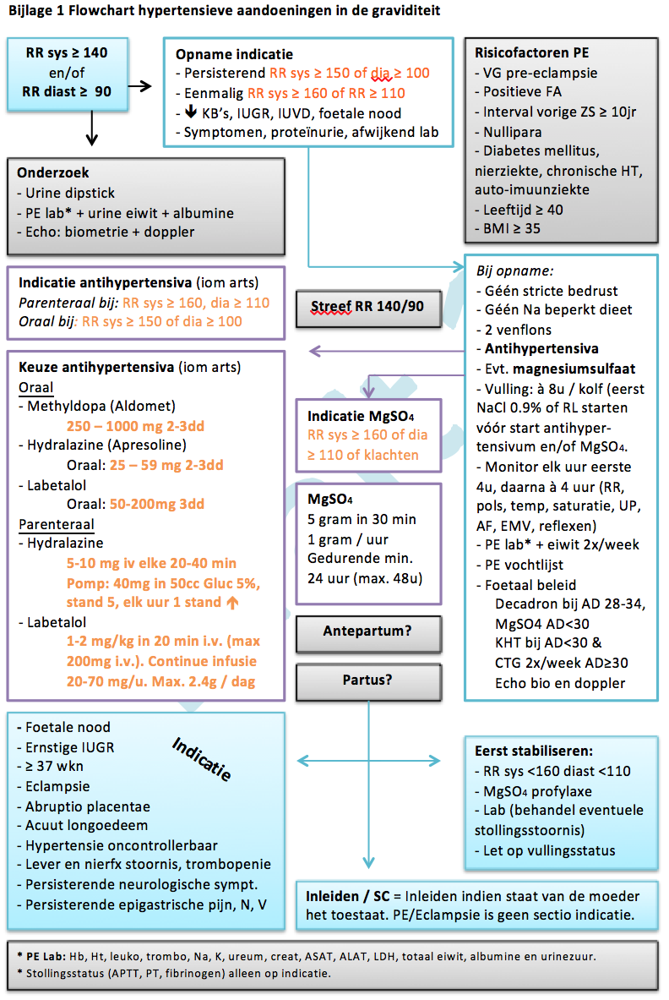 Bijlage 1 Flowchart hypertensieve aandoeningen in de graviditeit
RR sys ≥ 140
en/of
RR diast ≥ 90
Opname indicatie
- Persisterend RR sys ≥ 150 of dia ≥ 100
- Eenmalig RR sys ≥ 160 of RR ≥ 110
- 🡻 KB's, IUGR, IUVD, foetale nood
- Symptomen, proteïnurie, afwijkend lab
Risicofactoren PE
- VG pre-eclampsie
- Positieve FA
- Interval vorige ZS ≥ 10jr
- Nullipara
- Diabetes mellitus,
nierziekte, chronische HT,
auto-imuunziekte
- Leeftijd ≥ 40
- BMI ≥ 35
Onderzoek
- Urine dipstick
- PE lab* + urine eiwit + albumine
- Echo: biometrie + doppler
Indicatie antihypertensiva (iom arts)
Parenteraal bij: RR sys ≥ 160, dia ≥ 110
Oraal bij: RR sys ≥ 150 of dia ≥ 100
Streef RR 140/90
Bij opname:
- Géén stricte bedrust
- Géén Na beperkt dieet
- 2 venflons
- Antihypertensiva
- Evt. magnesiumsulfaat
- Vulling: à 8u / kolf (eerst
NaCl 0.9% of RL starten
vóór start antihyper-
tensivum en/of MgSO₄.
- Monitor elk uur eerste
4u, daarna à 4 uur (RR,
pols, temp, saturatie, UP,
AF, EMV, reflexen)
- PE lab* + eiwit 2x/week
- PE vochtlijst
- Foetaal beleid
Decadron bij AD 28-34,
MgSO4 AD<30
KHT bij AD<30 &
CTG 2x/week AD≥30
Echo bio en doppler
Keuze antihypertensiva (iom arts)
Oraal
- Methyldopa (Aldomet)
250 – 1000 mg 2-3dd
- Hydralazine (Apresoline)
Oraal: 25 – 59 mg 2-3dd
- Labetalol
Oraal: 50-200mg 3dd
Parenteraal
- Hydralazine
5-10 mg iv elke 20-40 min
Pomp: 40mg in 50cc Gluc 5%,
stand 5, elk uur 1 stand 🡹
- Labetalol
1-2 mg/kg in 20 min i.v. (max
200mg i.v.). Continue infusie
20-70 mg/u. Max. 2.4g / dag
Indicatie MgSO₄
RR sys ≥ 160 of dia
≥ 110 of klachten
MgSO₄
5 gram in 30 min
1 gram / uur
Gedurende min.
24 uur (max. 48u)
Antepartum?
Partus?
- Foetale nood
- Ernstige IUGR
- ≥ 37 wkn
- Eclampsie
- Abruptio placentae
- Acuut longoedeem
- Hypertensie oncontrollerbaar
- Lever en nierfx stoornis, trombopenie
- Persisterende neurologische sympt.
- Persisterende epigastrische pijn, N, V
Indicatie
Eerst stabiliseren:
- RR sys <160 diast <110
- MgSO₄ profylaxe
- Lab (behandel eventuele
stollingsstoornis)
- Let op vullingsstatus
Inleiden / SC = Inleiden indien staat van de moeder
het toestaat. PE/Eclampsie is geen sectio indicatie.
* PE Lab: Hb, Ht, leuko, trombo, Na, K, ureum, creat, ASAT, ALAT, LDH, totaal eiwit, albumine en urinezuur.
* Stollingsstatus (APTT, PT, fibrinogen) alleen op indicatie.